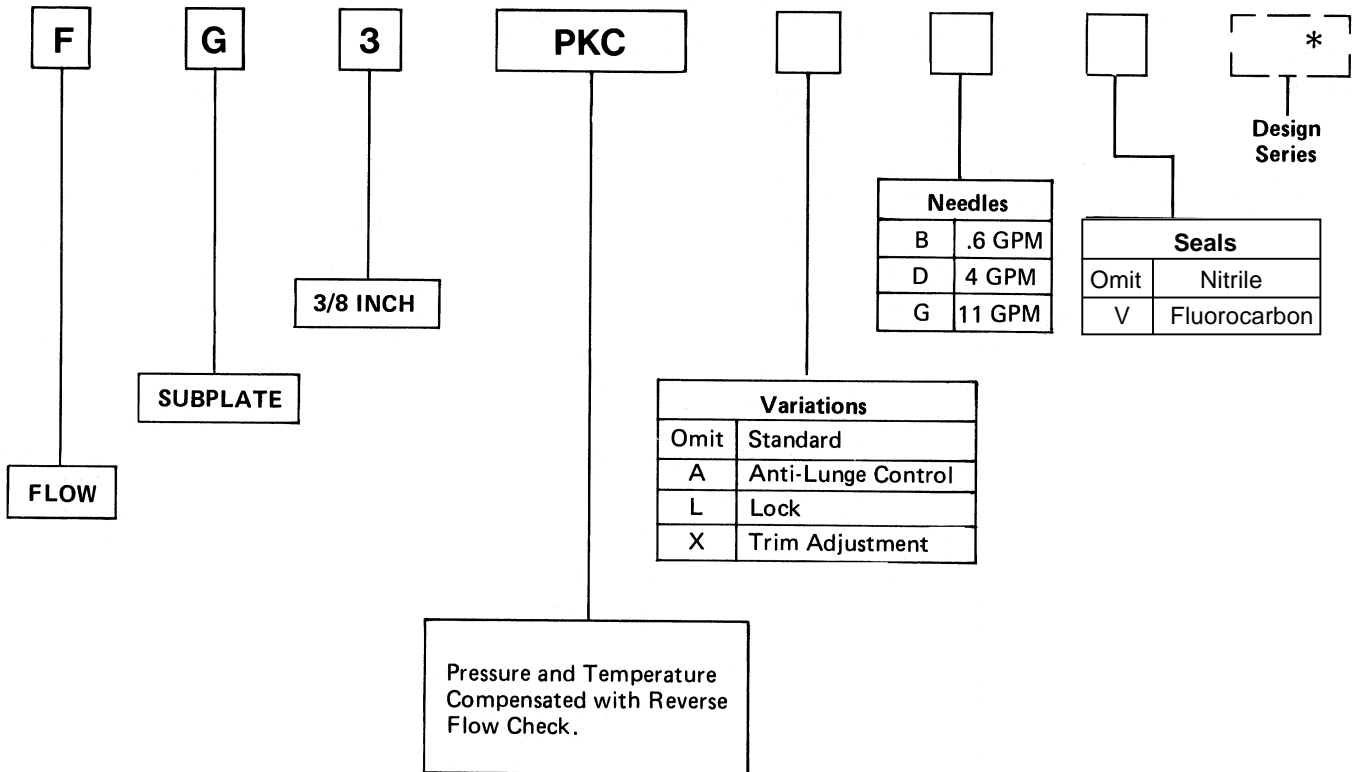 F G 3 PKC *
Design
Series
Needles
B .6 GPM
D 4 GPM
G 11 GPM
Seals
Omit Nitrile
V Fluorocarbon
3/8 INCH
SUBPLATE
Variations
Omit Standard
A Anti-Lunge Control
L Lock
X Trim Adjustment
FLOW
Pressure and Temperature
Compensated with Reverse
Flow Check.